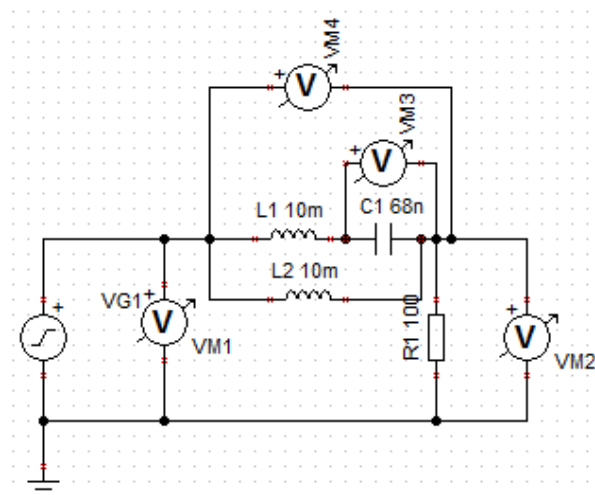 VM4
+
V
VM3
+
V
L1 10m
C1 68n
L2 10m
VG1
+
+
V
VM1
R1 100
+
V
VM2